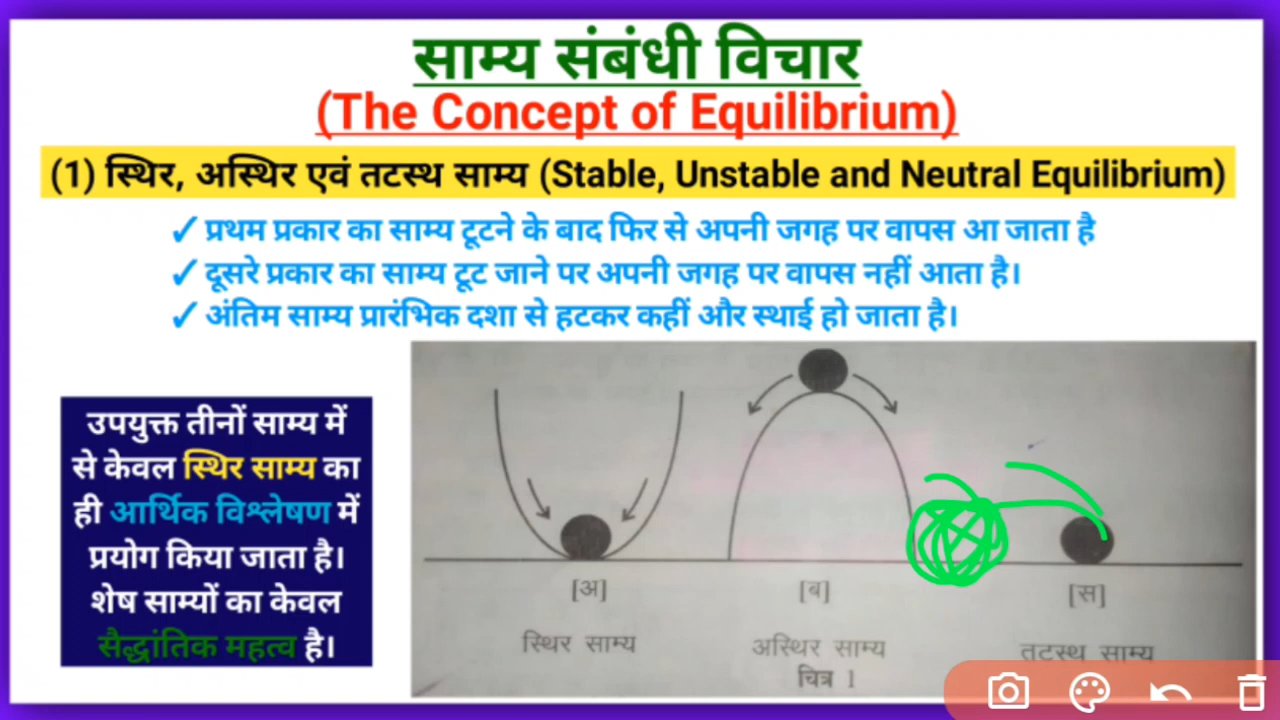 साम्य संबंधी विचार
(The Concept of Equilibrium)
(1) स्थिर, अस्थिर एवं तटस्थ साम्य (Stable, Unstable and Neutral Equilibrium)
✓ प्रथम प्रकार का साम्य टूटने के बाद फिर से अपनी जगह पर वापस आ जाता है
✓ दूसरे प्रकार का साम्य टूट जाने पर अपनी जगह पर वापस नहीं आता है।
✓ अंतिम साम्य प्रारंभिक दशा से हटकर कहीं और स्थाई हो जाता है।
उपयुक्त तीनों साम्य में
से केवल स्थिर साम्य का
ही आर्थिक विश्लेषण में
प्रयोग किया जाता है।
शेष साम्यों का केवल
सैद्धांतिक महत्व है।
[अ] [ब] [स]
स्थिर साम्य अस्थिर साम्य तटस्थ साम्य
चित्र 1